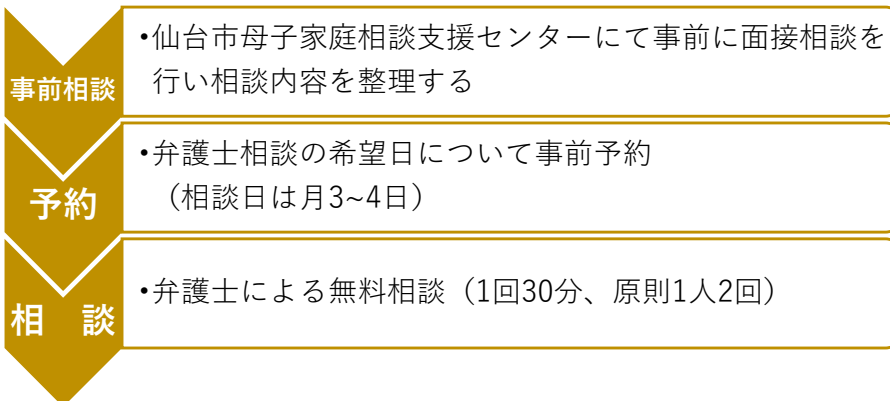 事前相談
•仙台市母子家庭相談支援センターにて事前に面接相談を
行い相談内容を整理する
予約
•弁護士相談の希望日について事前予約
（相談日は月3~4日）
相　談
•弁護士による無料相談（1回30分、原則1人2回）